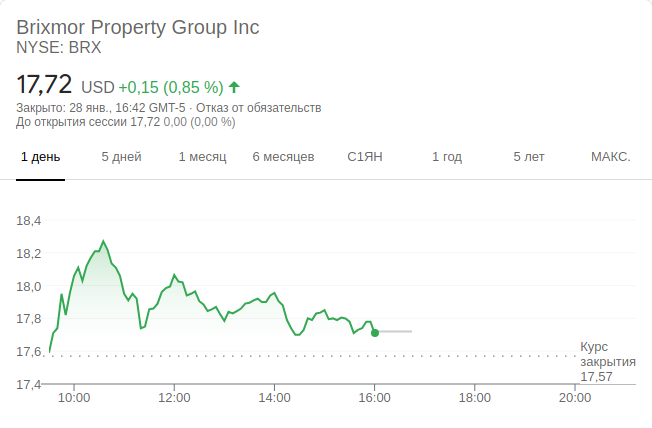 Brixmor Property Group Inc
NYSE: BRX
17,72 USD +0,15 (0,85 %)
Закрыто: 28 янв., 16:42 GMT-5 · Отказ от обязательств
До открытия сессии 17,72 0,00 (0,00 %)
1 день 5 дней 1 месяц 6 месяцев С1ЯН 1 год 5 лет МАКС.
18,4
18,2
18,0
17,8
17,6
17,4
Курс
закрытия
17,57
10:00 12:00 14:00 16:00 18:00 20:00